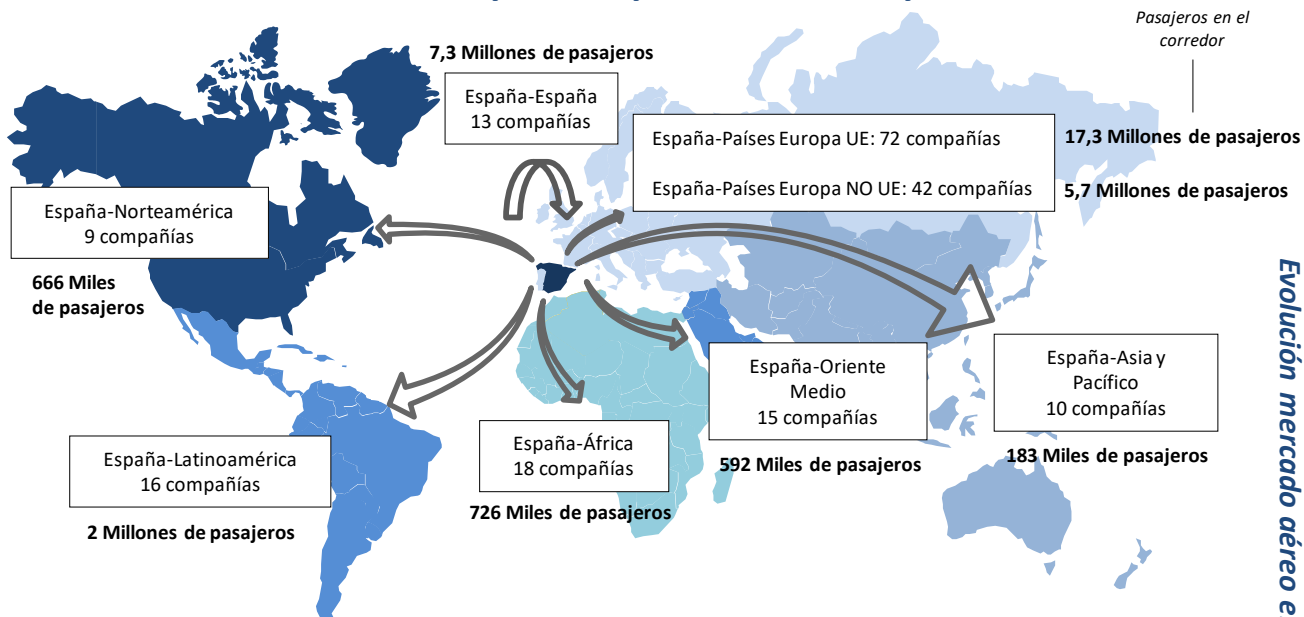 Pasajeros en el
corredor
7,3 Millones de pasajeros
España-España
13 compañías
España-Países Europa UE: 72 compañías
17,3 Millones de pasajeros
España-Países Europa NO UE: 42 compañías
5,7 Millones de pasajeros
España-Norteamérica
9 compañías
666 Miles
de pasajeros
España-Oriente
Medio
15 compañías
592 Miles de pasajeros
España-Asia y
Pacífico
10 compañías
183 Miles de pasajeros
España-África
18 compañías
726 Miles de pasajeros
España-Latinoamérica
16 compañías
2 Millones de pasajeros
Evolución mercado aéreo e